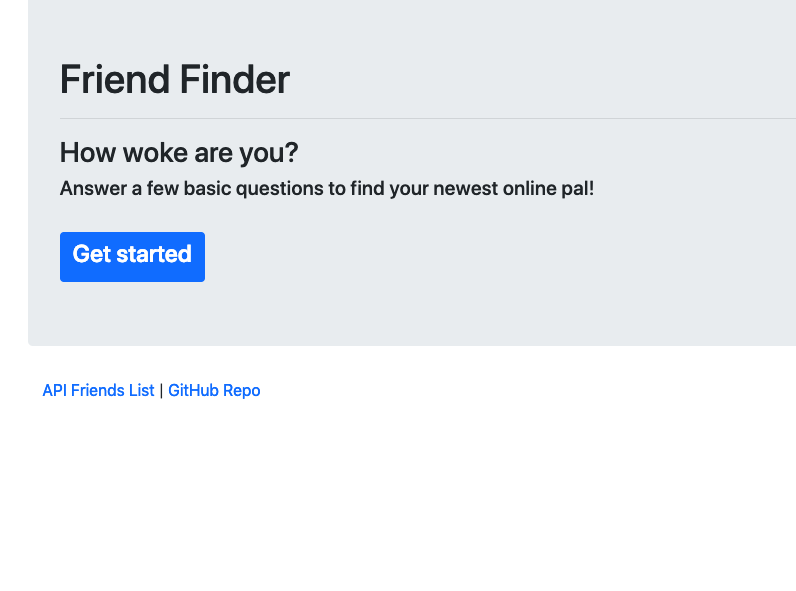 Friend Finder
How woke are you?
Answer a few basic questions to find your newest online pal!
Get started
API Friends List | GitHub Repo